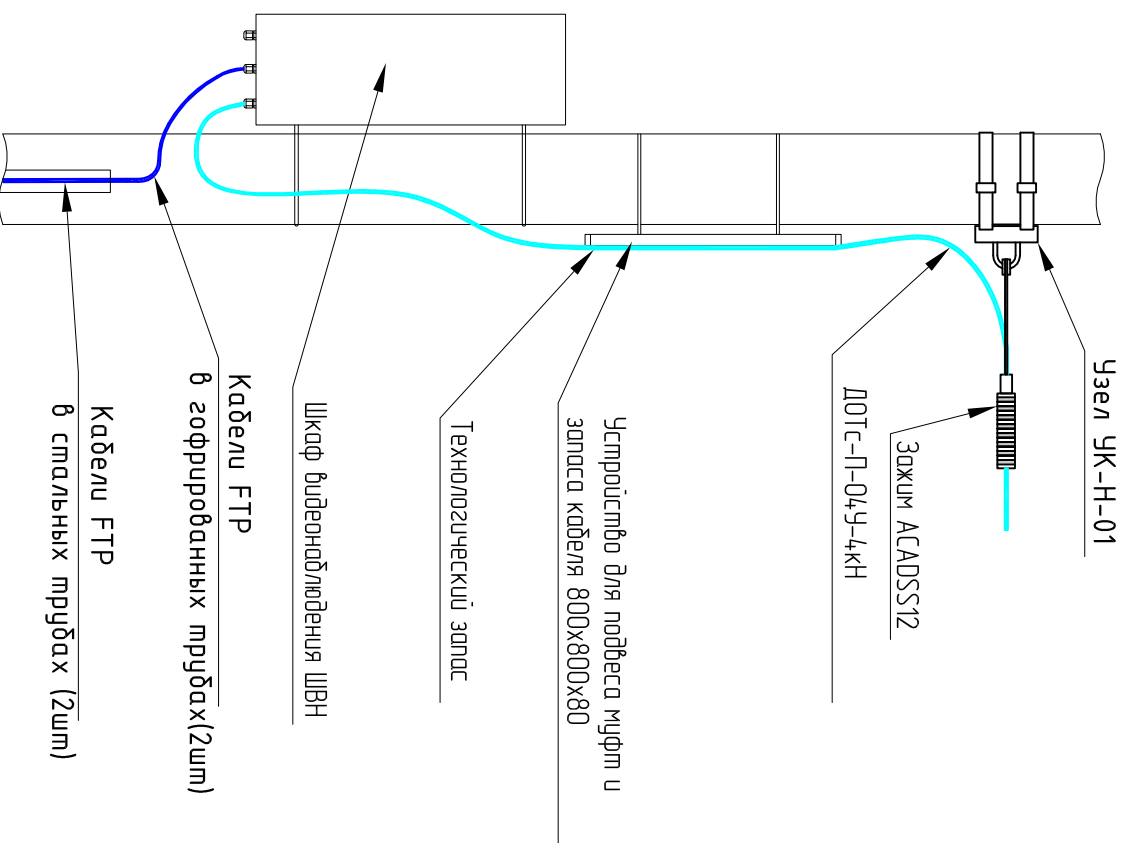 Узел УК-Н-01
Зажим ACADSS12
ДОТс-П-04У-4кН
Устройство для подвеса муфт и
запаса кабеля 800х800х80
Технологический запас
Шкаф видеонаблюдения ШВН
Кабели FTP
в гофрированных трубах(2шт)
Кабели FTP
в стальных трубах (2шт)